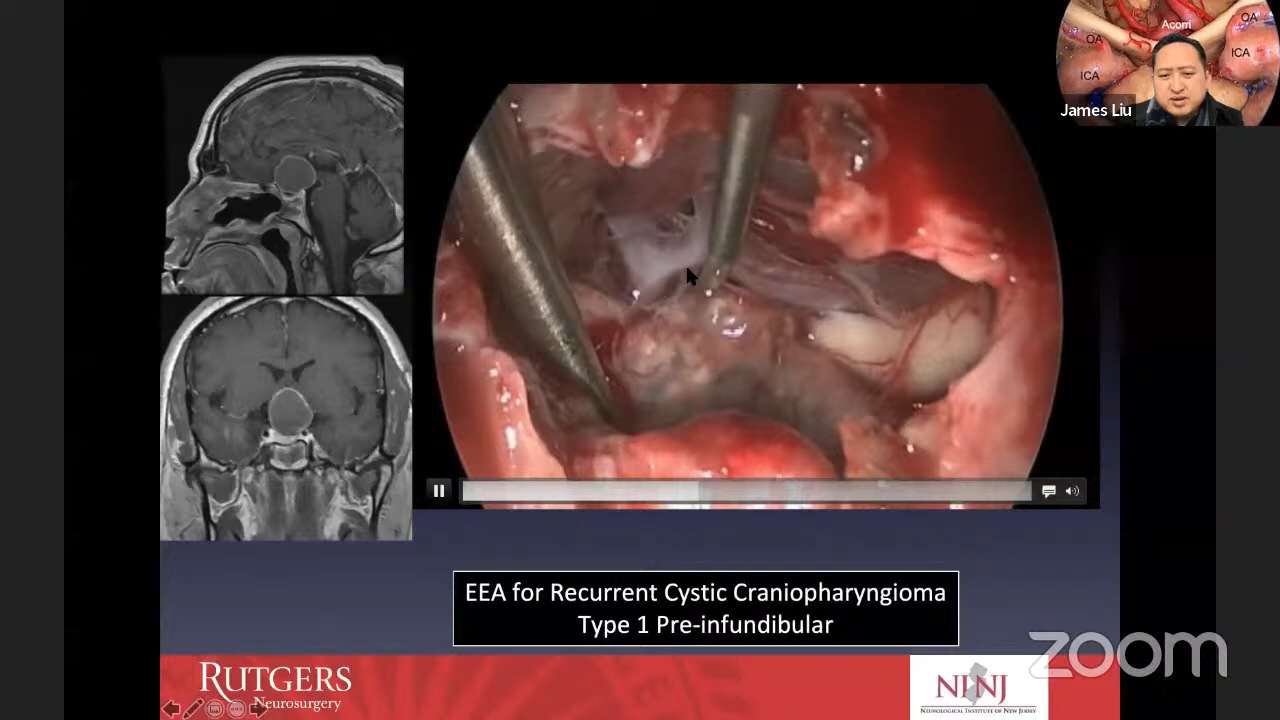 Acom
OA
OA
ICA
ICA
James Liu
EEA for Recurrent Cystic Craniopharyngioma
Type 1 Pre-infundibular
RUTGERS
Neurosurgery
NINJ
NEUROLOGICAL INSTITUTE OF NEW JERSEY
zoom